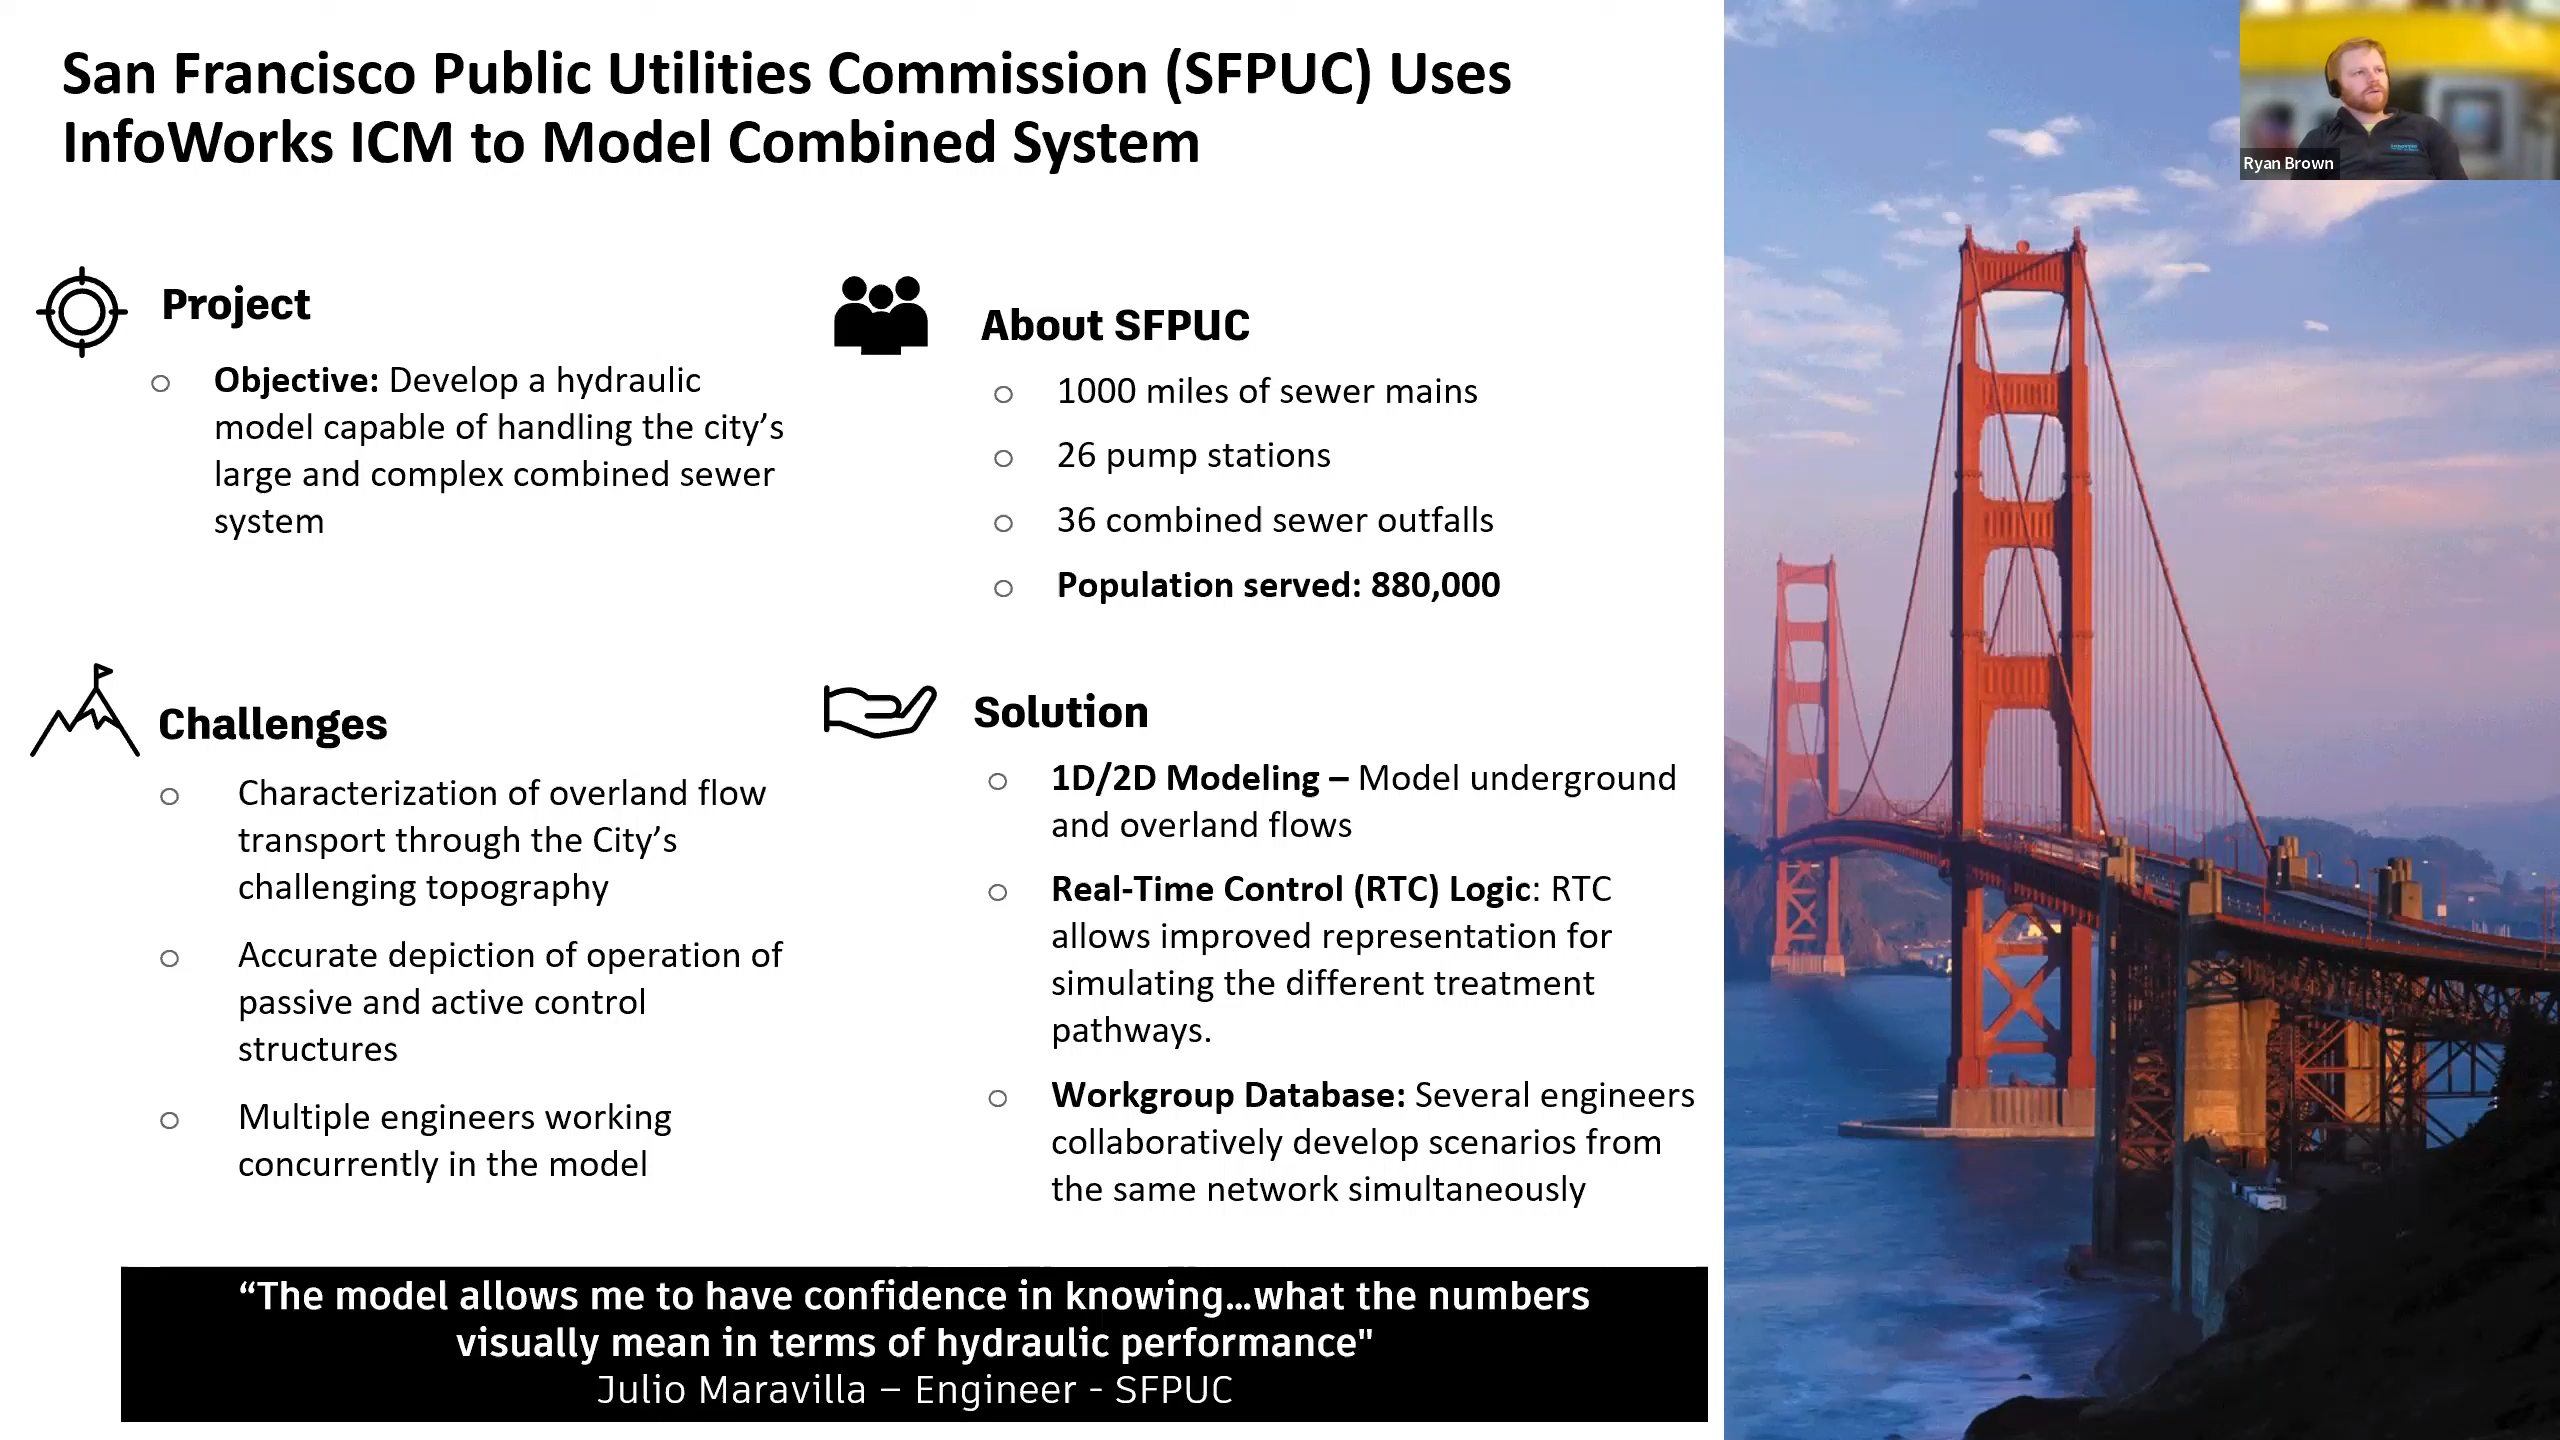 San Francisco Public Utilities Commission (SFPUC) Uses
InfoWorks ICM to Model Combined System
Ryan Brown
Project
Objective: Develop a hydraulic
model capable of handling the city’s
large and complex combined sewer
system
About SFPUC
1000 miles of sewer mains
26 pump stations
36 combined sewer outfalls
Population served: 880,000
Challenges
Characterization of overland flow
transport through the City’s
challenging topography
Accurate depiction of operation of
passive and active control
structures
Multiple engineers working
concurrently in the model
Solution
1D/2D Modeling – Model underground
and overland flows
Real-Time Control (RTC) Logic: RTC
allows improved representation for
simulating the different treatment
pathways.
Workgroup Database: Several engineers
collaboratively develop scenarios from
the same network simultaneously
“The model allows me to have confidence in knowing...what the numbers
visually mean in terms of hydraulic performance"
Julio Maravilla – Engineer - SFPUC